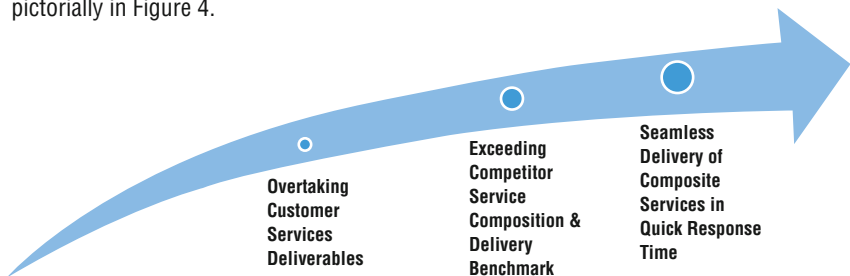 pictorially in Figure 4.
Overtaking
Customer
Services
Deliverables
Exceeding
Competitor
Service
Composition &
Delivery
Benchmark
Seamless
Delivery of
Composite
Services in
Quick Response
Time